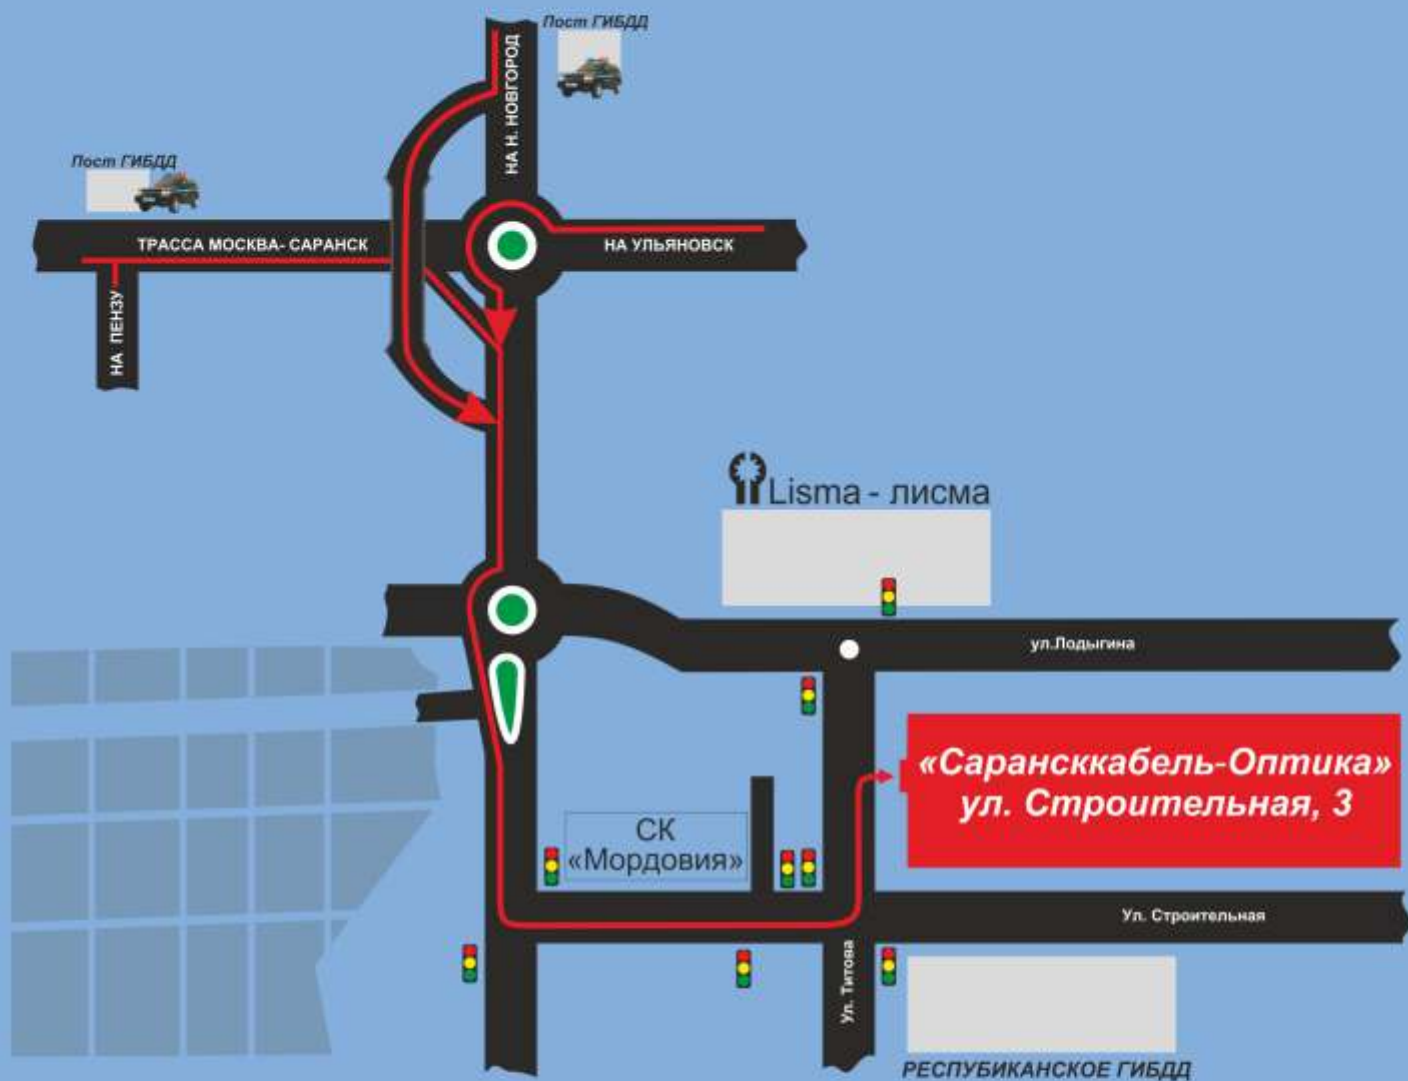 Пост ГИБДД
НА Н. НОВГОРОД
Пост ГИБДД
ТРАССА МОСКВА- САРАНСК
НА УЛЬЯНОВСК
НА ПЕНЗУ
Lisma - лисма
ул.Лодыгина
«Сарансккабель-Оптика»
ул. Строительная, 3
СК
«Мордовия»
Ул. Строительная
Ул. Титова
РЕСПУБИКАНСКОЕ ГИБДД